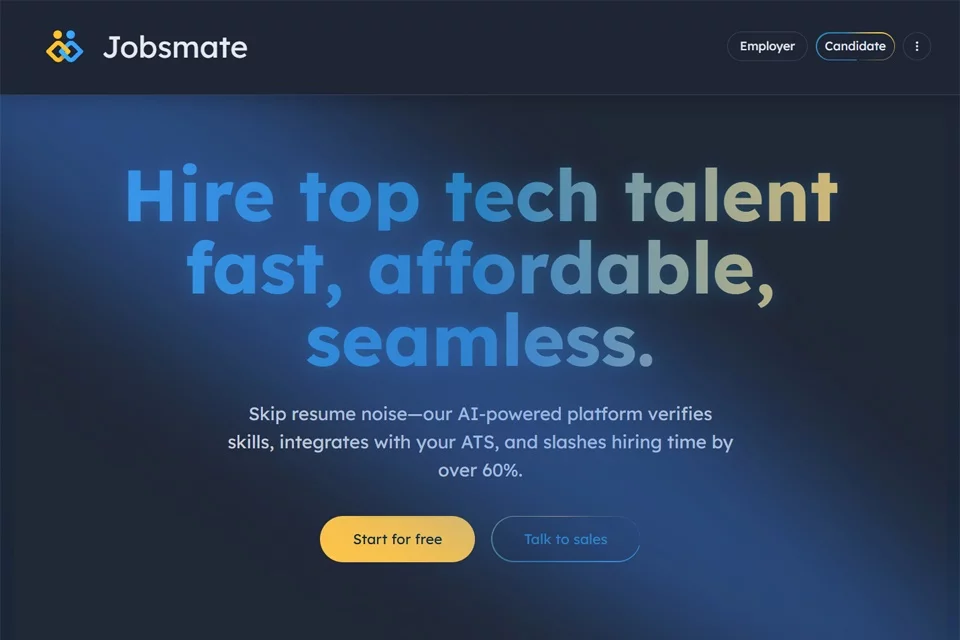 Jobsmate
Employer
Candidate
Hire top tech talent
fast, affordable,
seamless.
Skip resume noise—our AI-powered platform verifies
skills, integrates with your ATS, and slashes hiring time by
over 60%.
Start for free
Talk to sales